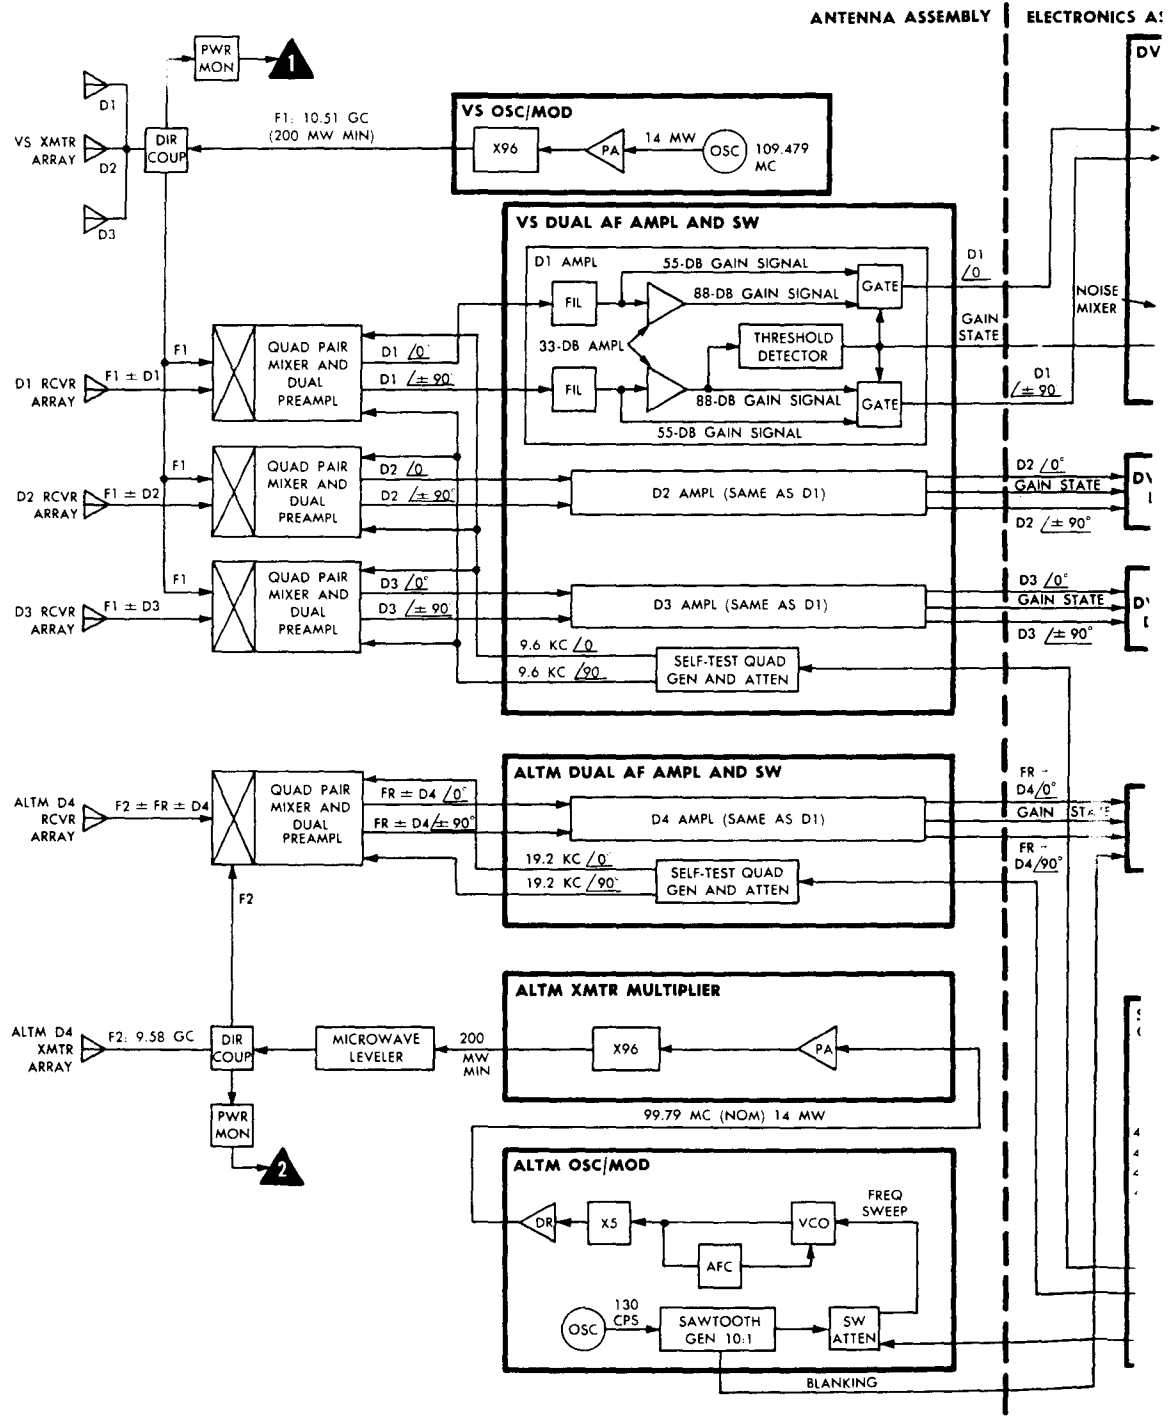 ANTENNA ASSEMBLY
ELECTRONICS AS
PWR
MON
1
DV
D1
VS XMTR
ARRAY
D2
D3
DIR
COUP
F1: 10.51 GC
(200 MW MIN)
VS OSC/MOD
X96
PA
14 MW
OSC
109.479
MC
VS DUAL AF AMPL AND SW
D1 AMPL
55-DB GAIN SIGNAL
FIL
88-DB GAIN SIGNAL
GATE
D1
/0
33-DB AMPL
THRESHOLD
DETECTOR
GAIN
STATE
NOISE
MIXER
FIL
88-DB GAIN SIGNAL
GATE
55-DB GAIN SIGNAL
D1
/± 90°
F1
D1 RCVR
ARRAY
F1 ± D1
QUAD PAIR
MIXER AND
DUAL
PREAMPL
D1 /0°
D1 /± 90°
F1
D2 RCVR
ARRAY
F1 ± D2
QUAD PAIR
MIXER AND
DUAL
PREAMPL
D2 /0
D2 /± 90°
D2 AMPL (SAME AS D1)
D2 /0°
GAIN STATE
D2 /± 90°
F1
D3 RCVR
ARRAY
F1 ± D3
QUAD PAIR
MIXER AND
DUAL
PREAMPL
D3 /0°
D3 /± 90
D3 AMPL (SAME AS D1)
D3 /0°
GAIN STATE
D3 /± 90°
9.6 KC /0
9.6 KC /90
SELF-TEST QUAD
GEN AND ATTEN
ALTM DUAL AF AMPL AND SW
ALTM D4
RCVR
ARRAY
F2 ± FR ± D4
QUAD PAIR
MIXER AND
DUAL
PREAMPL
FR ± D4 /0°
FR ± D4/± 90°
D4 AMPL (SAME AS D1)
FR -
D4/0°
GAIN STATE
FR -
D4/90°
19.2 KC /0°
19.2 KC /90°
SELF-TEST QUAD
GEN AND ATTEN
F2
ALTM XMTR MULTIPLIER
ALTM D4
XMTR
ARRAY
F2: 9.58 GC
DIR
COUP
MICROWAVE
LEVELER
200
MW
MIN
X96
PA
PWR
MON
2
99.79 MC (NOM) 14 MW
ALTM OSC/MOD
DR
X5
VCO
FREQ
SWEEP
AFC
OSC
130
CPS
SAWTOOTH
GEN 10:1
SW
ATTEN
BLANKING